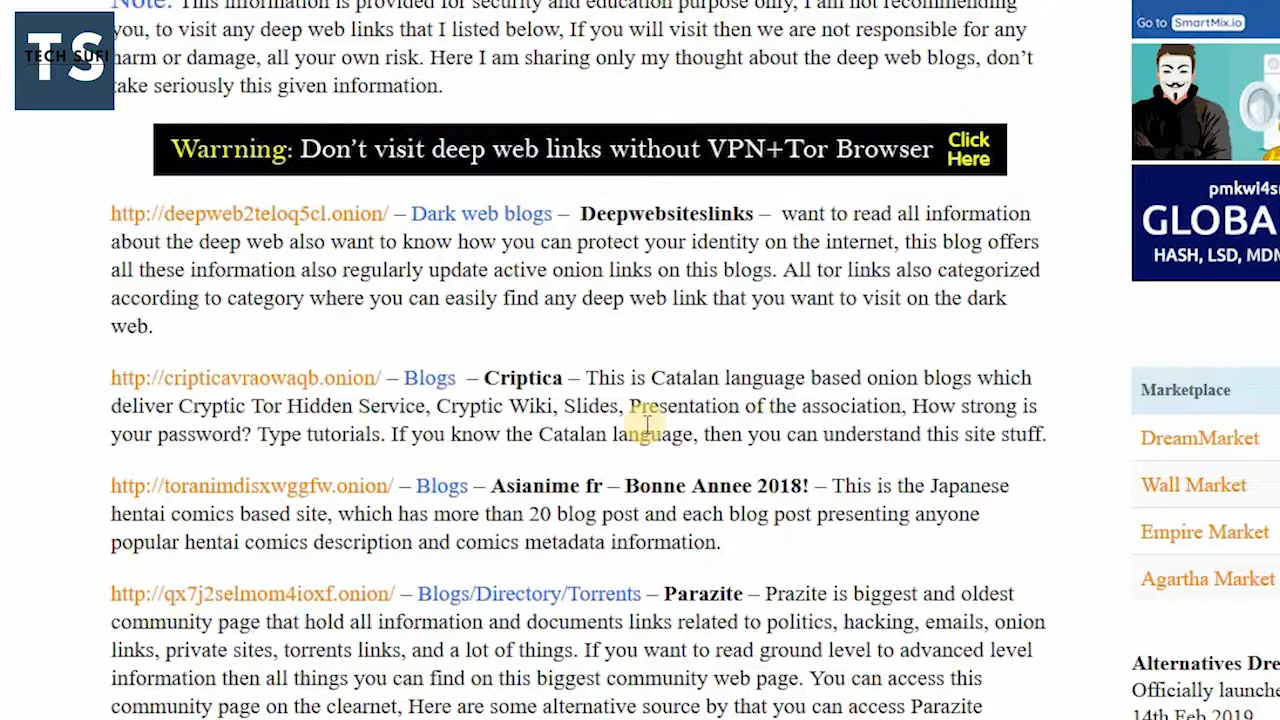 Note: This information is provided for security and education purpose only, I am not recommending
you, to visit any deep web links that I listed below, If you will visit then we are not responsible for any
harm or damage, all your own risk. Here I am sharing only my thought about the deep web blogs, don't
take seriously this given information.
TS
TECH SUFI
Warrning: Don't visit deep web links without VPN+Tor Browser Click Here
http://deepweb2teloq5cl.onion/ – Dark web blogs – Deepwebsiteslinks – want to read all information
about the deep web also want to know how you can protect your identity on the internet, this blog offers
all these information also regularly update active onion links on this blogs. All tor links also categorized
according to category where you can easily find any deep web link that you want to visit on the dark
web.
http://cripticavraowaqb.onion/ – Blogs – Criptica – This is Catalan language based onion blogs which
deliver Cryptic Tor Hidden Service, Cryptic Wiki, Slides, Presentation of the association, How strong is
your password? Type tutorials. If you know the Catalan language, then you can understand this site stuff.
http://toranimdisxwggfw.onion/ – Blogs – Asianime fr – Bonne Annee 2018! – This is the Japanese
hentai comics based site, which has more than 20 blog post and each blog post presenting anyone
popular hentai comics description and comics metadata information.
http://qx7j2selmom4ioxf.onion/ – Blogs/Directory/Torrents – Parazite – Prazite is biggest and oldest
community page that hold all information and documents links related to politics, hacking, emails, onion
links, private sites, torrents links, and a lot of things. If you want to read ground level to advanced level
information then all things you can find on this biggest community web page. You can access this
community page on the clearnet, Here are some alternative source by that you can access Parazite
Go to SmartMix.io
pmkwi4s
GLOBA
HASH, LSD, MDM
Marketplace
DreamMarket
Wall Market
Empire Market
Agartha Market
Alternatives Dre
Officially launche
14th Feb 2019